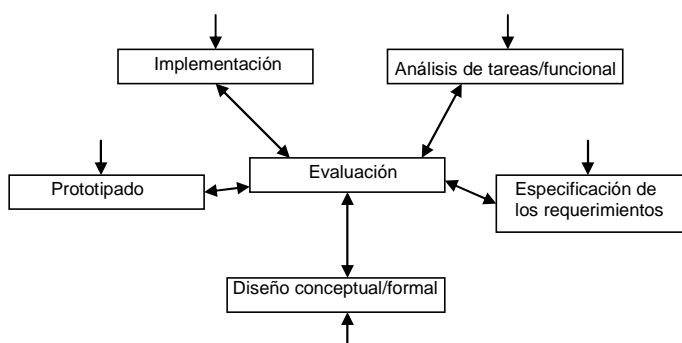 Implementación
Análisis de tareas/funcional
Prototipado
Evaluación
Especificación de
los requerimientos
Diseño conceptual/formal